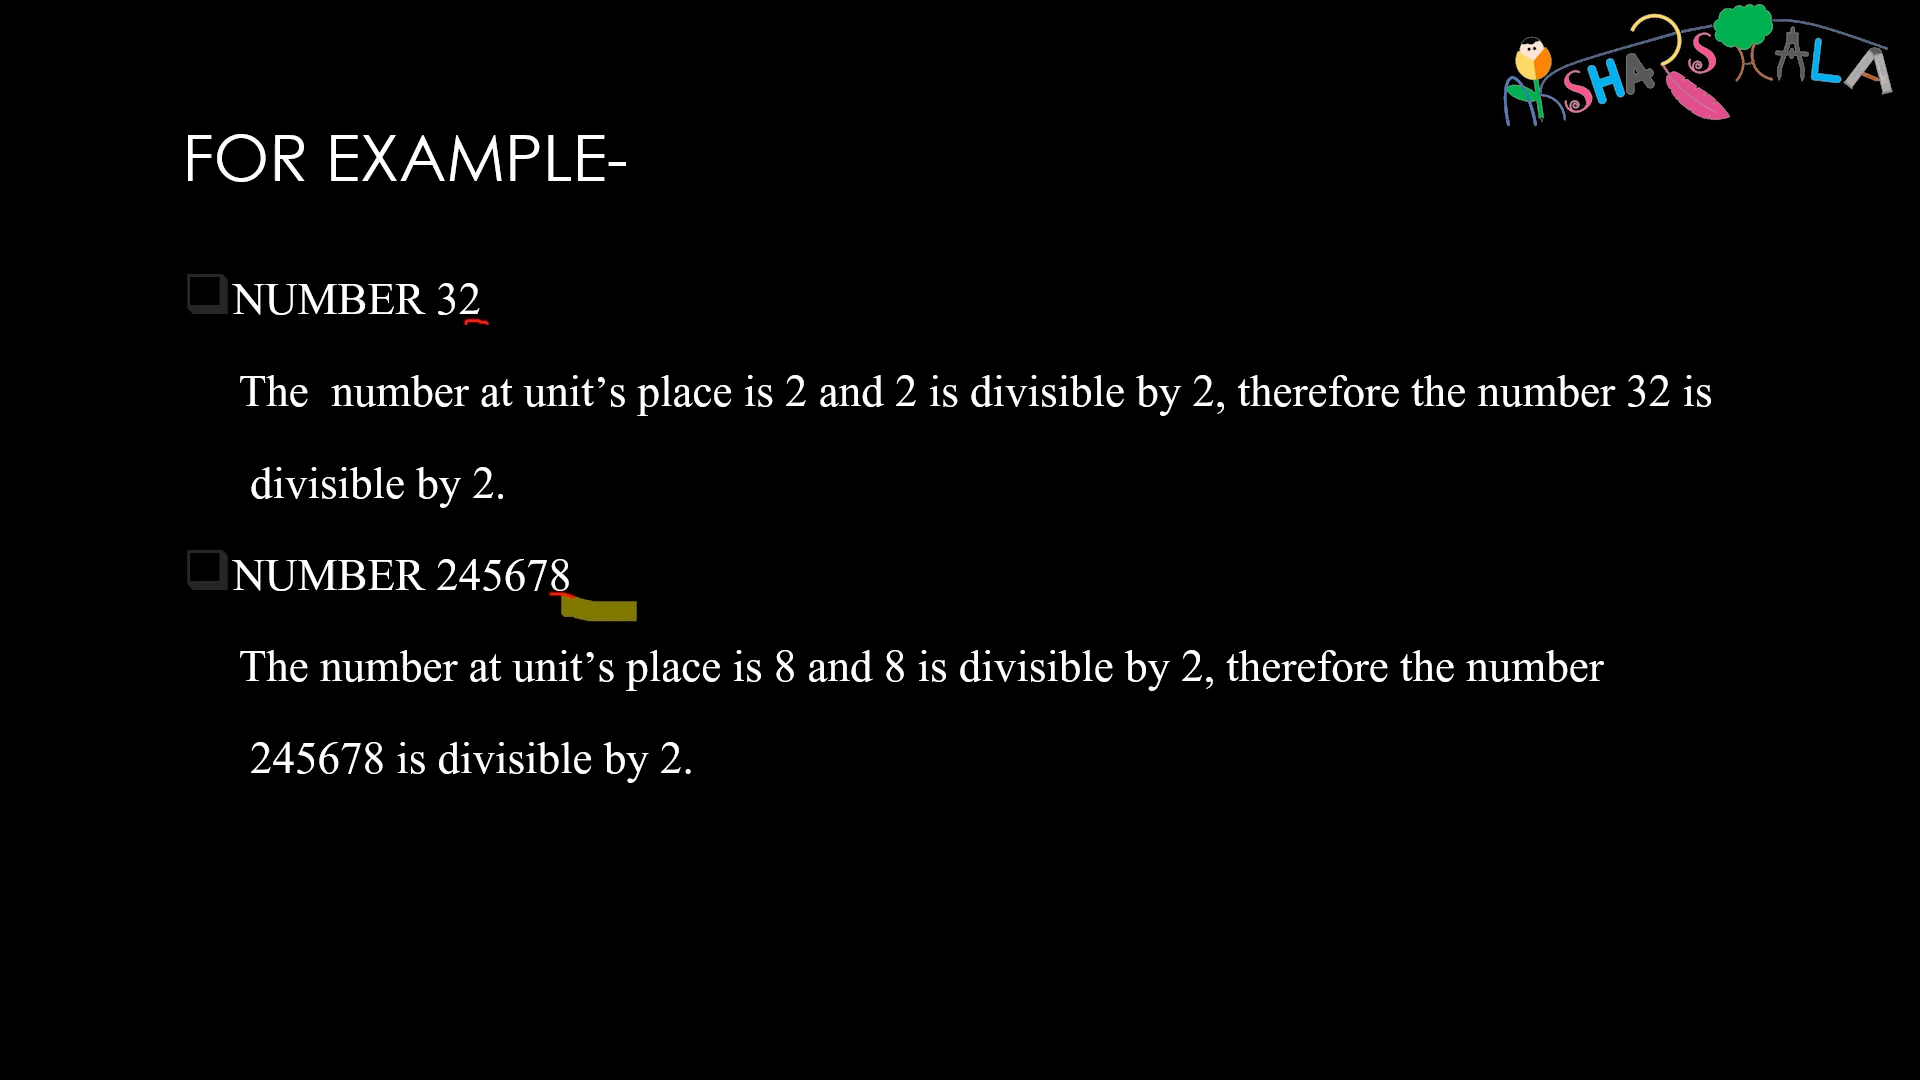 AKSHARSHALA
FOR EXAMPLE-
NUMBER 32
The number at unit’s place is 2 and 2 is divisible by 2, therefore the number 32 is
divisible by 2.
NUMBER 245678
The number at unit’s place is 8 and 8 is divisible by 2, therefore the number
245678 is divisible by 2.